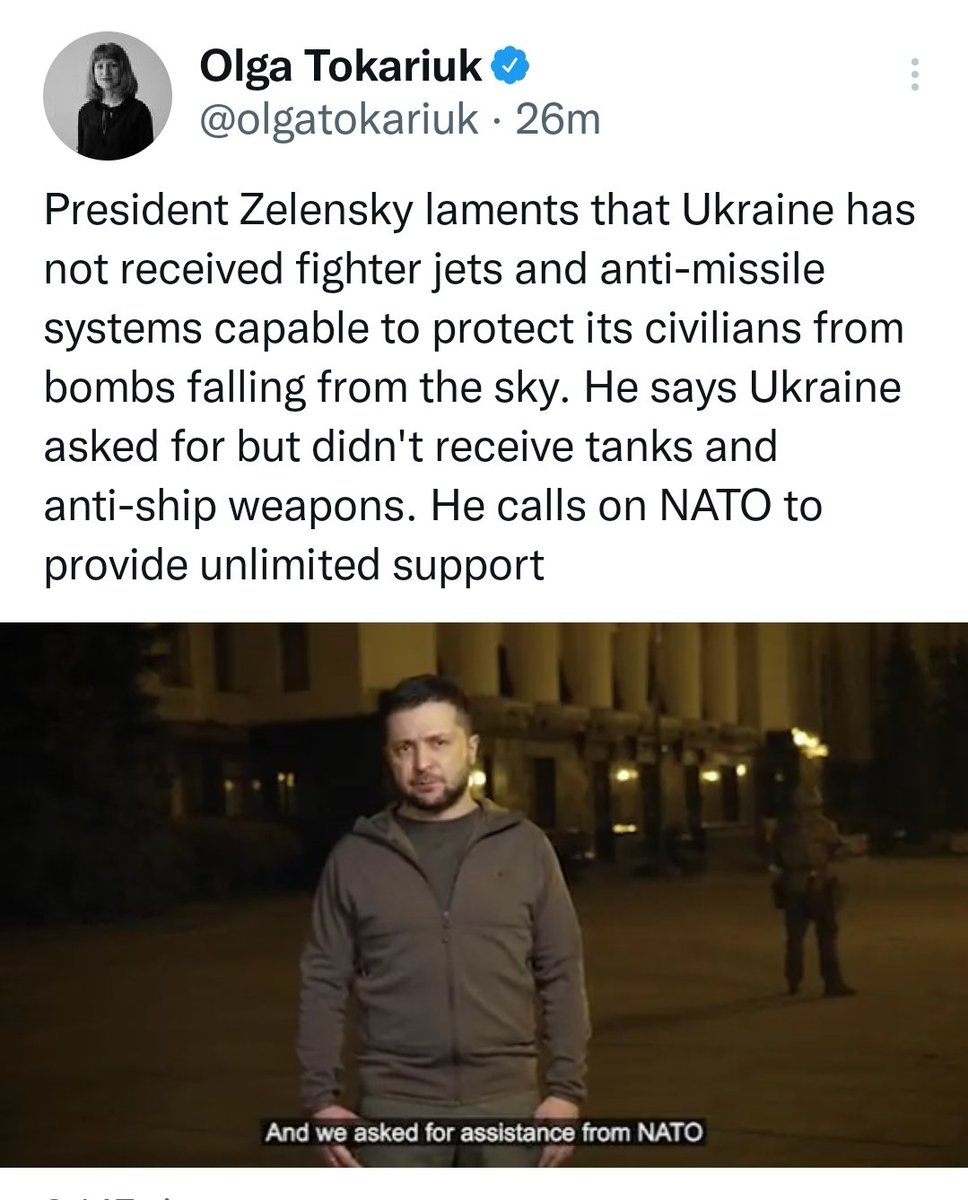 Olga Tokariuk
@olgatokariuk · 26m
President Zelensky laments that Ukraine has
not received fighter jets and anti-missile
systems capable to protect its civilians from
bombs falling from the sky. He says Ukraine
asked for but didn't receive tanks and
anti-ship weapons. He calls on NATO to
provide unlimited support
And we asked for assistance from NATO